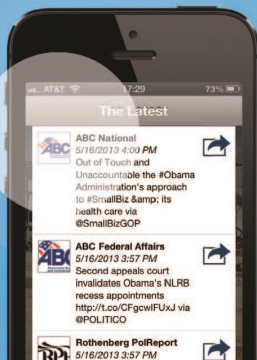 AT&T 17:29 73%
The Latest
ABC
ABC National
5/16/2013 4:00 PM
Out of Touch and
Unaccountable the #Obama
Administration's approach
to #SmallBiz &amp; its
health care via
@SmallBizGOP
ABC
ABC Federal Affairs
5/16/2013 3:57 PM
Second appeals court
invalidates Obama's NLRB
recess appointments
http://t.co/CFgcwIFUxJ via
@POLITICO
RPR
Rothenberg PolReport
5/16/2013 3:57 PM